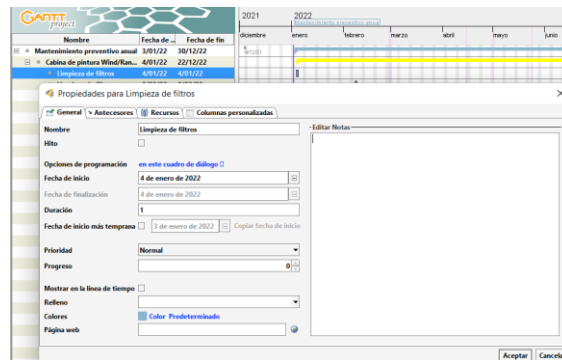 GANTT
project
2021 2022
Mantenimiento preventivo anual
Nombre Fecha de ... Fecha de fin
diciembre enero febrero marzo abril mayo junio
Mantenimiento preventivo anual 3/01/22 30/12/22
Cabina de pintura Wind/Ran... 4/01/22 22/12/22
Limpieza de filtros 4/01/22 4/01/22
Propiedades para Limpieza de filtros
General Antecesores Recursos Columnas personalizadas
Nombre Limpieza de filtros
Hito
Opciones de programación en este cuadro de diálogo
Fecha de inicio 4 de enero de 2022
Fecha de finalización 4 de enero de 2022
Duración 1
Fecha de inicio más temprana 3 de enero de 2022 Copiar fecha de inicio
Prioridad Normal
Progreso 0
Mostrar en la línea de tiempo
Relleno
Colores Color Predeterminado
Página web
Editar Notas
Aceptar Cancela